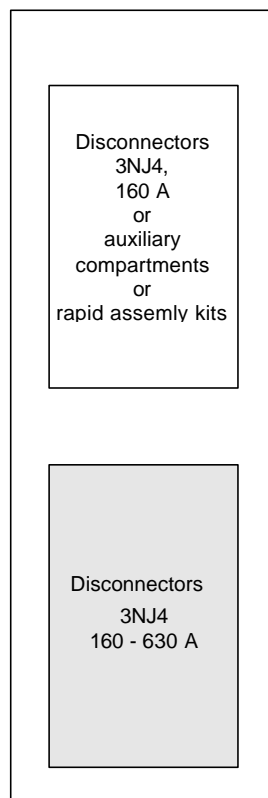 Disconnectors
3NJ4,
160 A
or
auxiliary
compartments
or
rapid assemly kits
Disconnectors
3NJ4
160 - 630 A